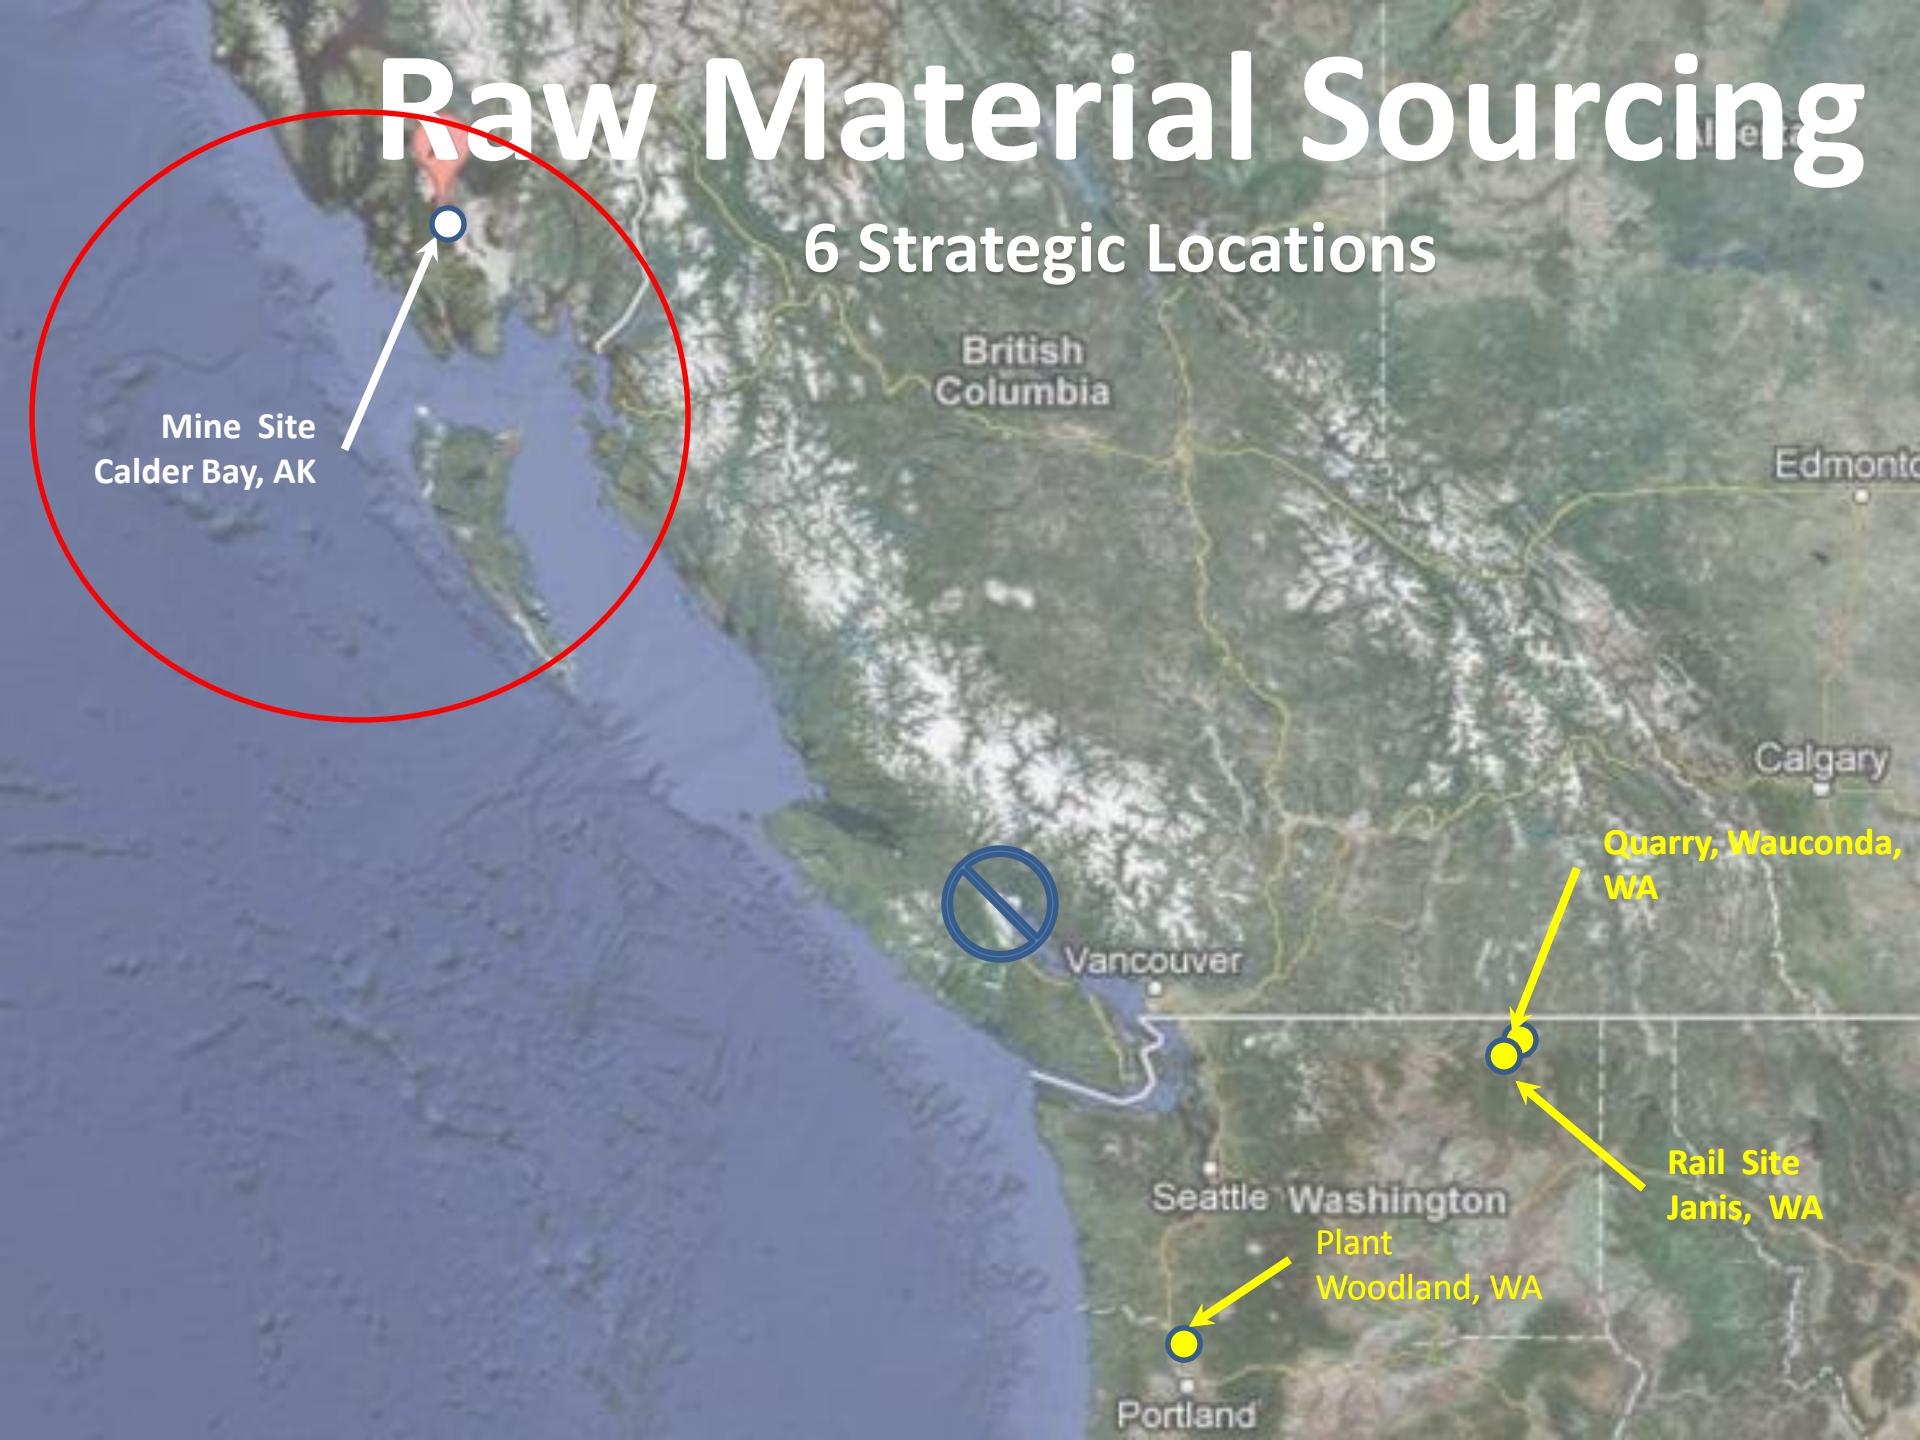 Raw Material Sourcing
Alberta
6 Strategic Locations
British
Columbia
Mine Site
Calder Bay, AK
Edmonto
Calgary
Quarry, Wauconda,
WA
Vancouver
Rail Site
Janis, WA
Seattle
Washington
Plant
Woodland, WA
Portland